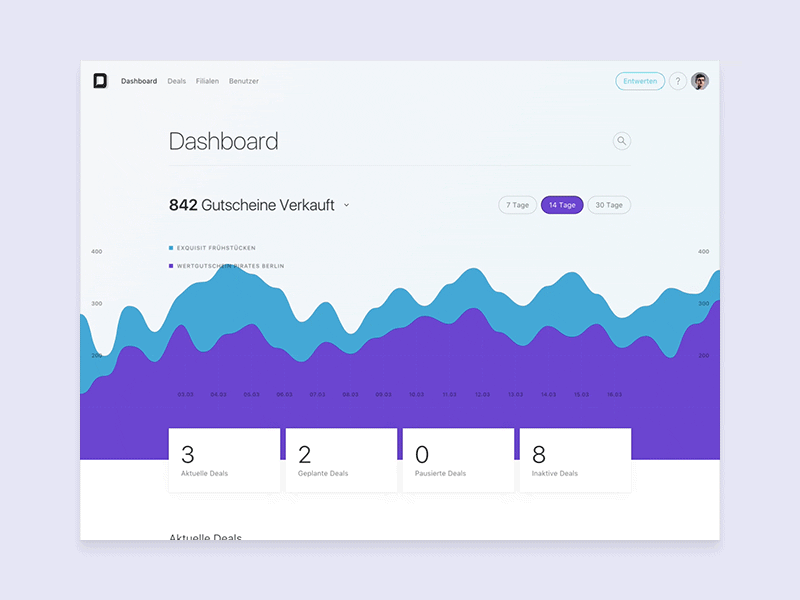 Dashboard Deals Filialen Benutzer Entwerten ?
Dashboard
842 Gutscheine Verkauft 7 Tage 14 Tage 30 Tage
EXQUISIT FRÜHSTÜCKEN
400 400
WERTGUTSCHEIN PIRATES BERLIN
300 300
200 200
03.03 04.03 05.03 06.03 07.03 08.03 09.03 10.03 11.03 12.03 13.03 14.03 15.03 16.03
3 2 0 8
Aktuelle Deals Geplante Deals Pausierte Deals Inaktive Deals
Aktuelle Deals